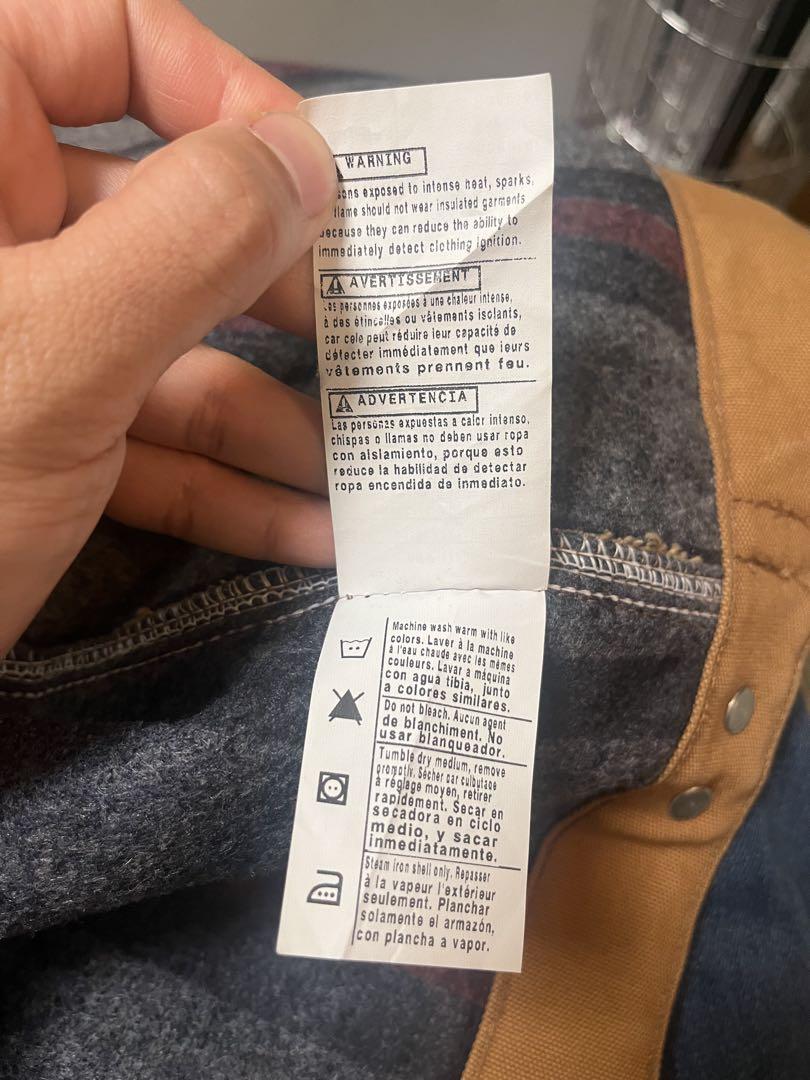 WARNING
sons exposed to intense heat, sparks,
flame should not wear insulated garments
because they can reduce the ability to
immediately detect clothing ignition.
AVERTISSEMENT
Les personnes exposées à une chaleur intense,
à des étincelles ou vêtements isolants,
car cele peut réduire leur capacité de
détecter immédiatement que leurs
vêtements prennent feu.
ADVERTENCIA
Las personas expuestas a calor intenso,
chispas o llamas no deben usar ropa
con aislamiento, porque esto
reduce la habilidad de detectar
ropa encendida de inmediato.
Machine wash warm with like
colors. Laver à la machine
à l'eau chaude avec les mêmes
couleurs. Lavar a máquina
con agua tibia, junto
a colores similares.
Do not bleach. Aucun agent
de blanchiment. No
usar blanqueador.
Tumble dry medium, remove
promptly. Sécher par culbutage
à réglage moyen, retirer
rapidement. Secar en
secadora en ciclo
medio, y sacar
inmediatamente.
Steam iron shell only. Repasser
à la vapeur l'extérieur
seulement. Planchar
solamente el armazón,
con plancha a vapor.